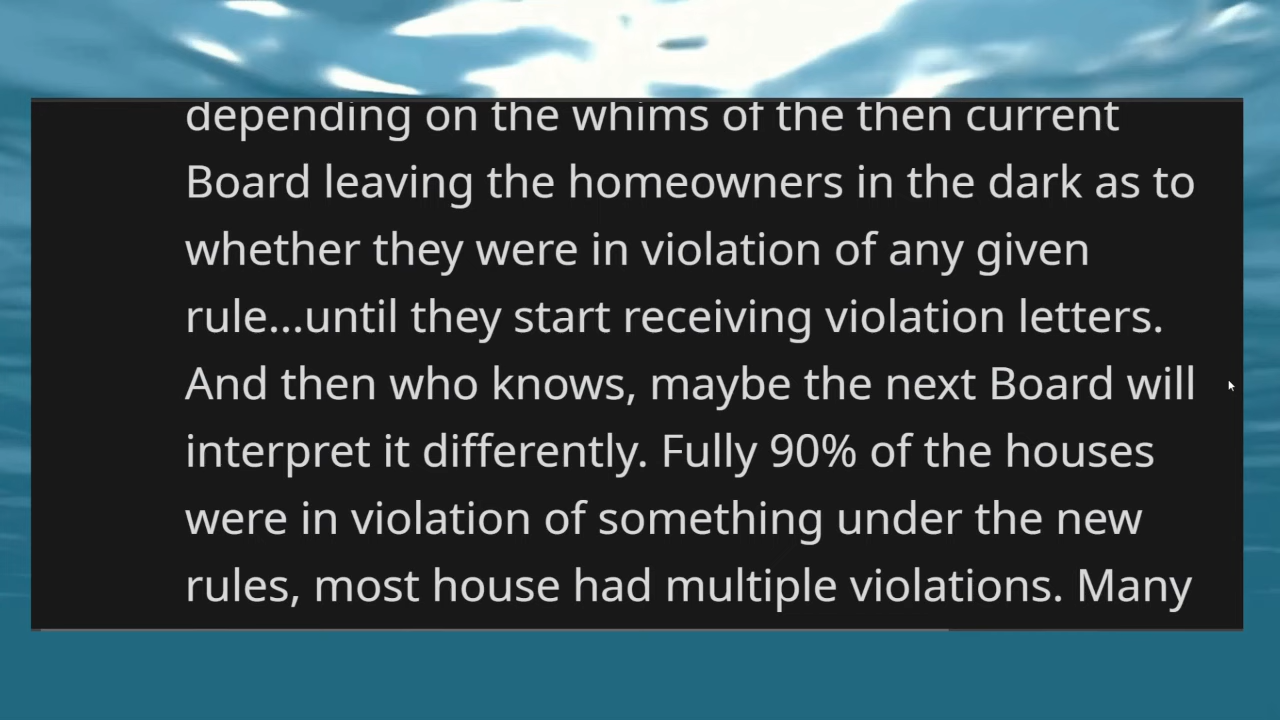 depending on the whims of the then current
Board leaving the homeowners in the dark as to
whether they were in violation of any given
rule...until they start receiving violation letters.
And then who knows, maybe the next Board will
interpret it differently. Fully 90% of the houses
were in violation of something under the new
rules, most house had multiple violations. Many